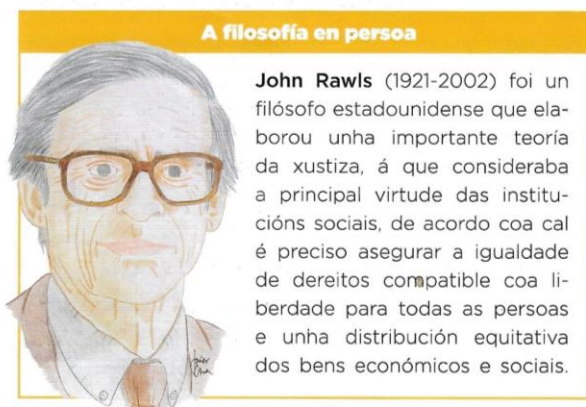 A filosofía en persoa
John Rawls (1921-2002) foi un
filósofo estadounidense que ela-
borou unha importante teoría
da xustiza, á que consideraba
a principal virtude das institu-
cións sociais, de acordo coa cal
é preciso asegurar a igualdade
de dereitos compatible coa li-
berdade para todas as persoas
e unha distribución equitativa
dos bens económicos e sociais.